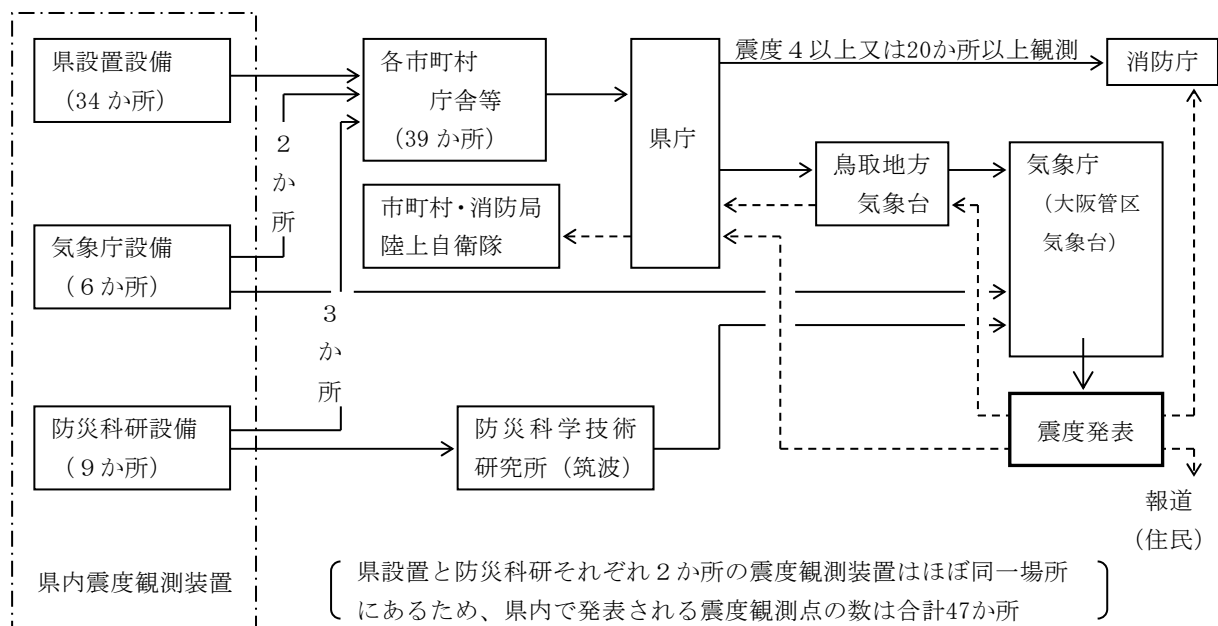 県設置設備
(34 か所)
気象庁設備
(６か所)
防災科研設備
(９か所)
県内震度観測装置
２か所
３か所
各市町村
庁舎等
(39 か所)
市町村・消防局
陸上自衛隊
防災科学技術
研究所（筑波）
県庁
震度４以上又は20か所以上観測
消防庁
鳥取地方
気象台
気象庁
（大阪管区
気象台）
震度発表
報道
(住民)
県設置と防災科研それぞれ２か所の震度観測装置はほぼ同一場所
にあるため、県内で発表される震度観測点の数は合計47か所